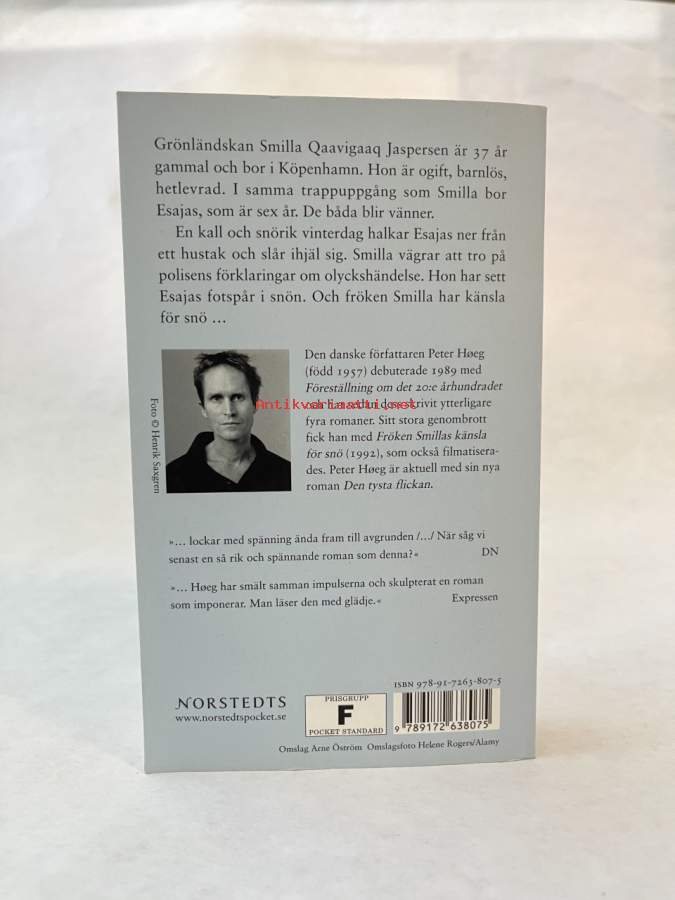 Grönländskan Smilla Qaavigaaq Jaspersen är 37 år
gammal och bor i Köpenhamn. Hon är ogift, barnlös,
hetlevrad. I samma trappuppgång som Smilla bor
Esajas, som är sex år. De båda blir vänner.
En kall och snörik vinterdag halkar Esajas ner från
ett hustak och slår ihjäl sig. Smilla vägrar att tro på
polisens förklaringar om olyckshändelse. Hon har sett
Esajas fotspår i snön. Och fröken Smilla har känsla
för snö ...
Foto © Henrik Saxgren
Den danske författaren Peter Høeg
(född 1957) debuterade 1989 med
Föreställning om det 20:e århundradet
och har sedan dess skrivit ytterligare
Antikvariaatti.net
fyra romaner. Sitt stora genombrott
fick han med Fröken Smillas känsla
för snö (1992), som också filmatisera-
des. Peter Høeg är aktuell med sin nya
roman Den tysta flickan.
»... lockar med spänning ända fram till avgrunden /.../ När såg vi
senast en så rik och spännande roman som denna?« DN
»... Høeg har smält samman impulserna och skulpterat en roman
som imponerar. Man läser den med glädje.« Expressen
NORSTEDTS
www.norstedtspocket.se
PRISGRUPP
F
POCKET STANDARD
ISBN 978-91-7263-807-5
9 789172 638075
Omslag Arne Öström Omslagsfoto Helene Rogers/Alamy